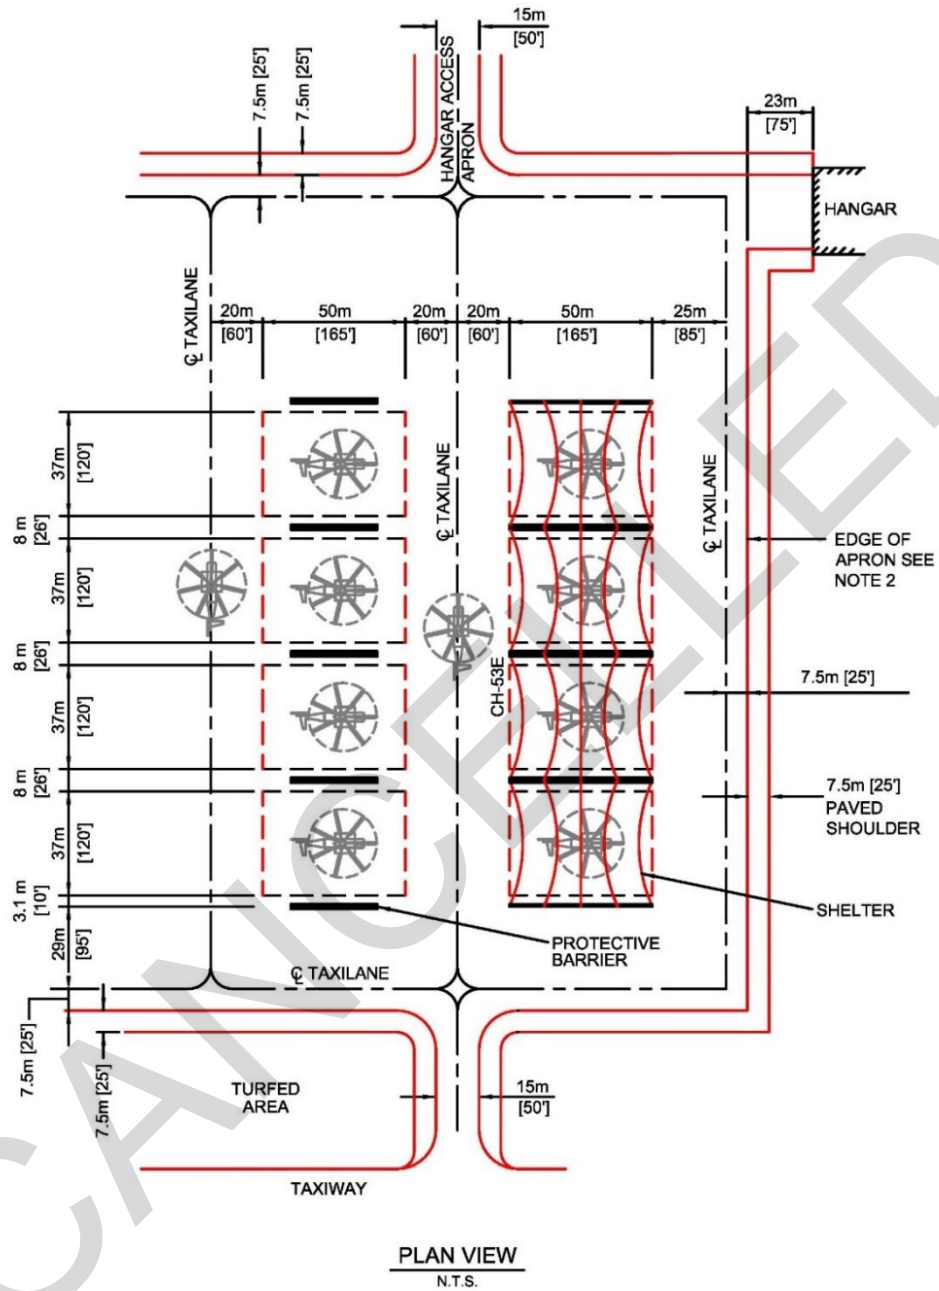 15m
[50']
7.5m [25']
7.5m [25']
HANGAR ACCESS
APRON
23m
[75']
HANGAR
℄ TAXILANE
20m
[60']
50m
[165']
20m
[60']
20m
[60']
50m
[165']
25m
[85']
37m
[120']
8 m
[26']
37m
[120']
8 m
[26']
37m
[120']
8 m
[26']
37m
[120']
3.1 m
[10']
29m
[95']
℄ TAXILANE
℄ TAXILANE
CH-53E
EDGE OF
APRON SEE
NOTE 2
7.5m [25']
7.5m [25']
PAVED
SHOULDER
SHELTER
PROTECTIVE
BARRIER
℄ TAXILANE
7.5m [25']
7.5m [25']
TURFED
AREA
15m
[50']
TAXIWAY
PLAN VIEW
N.T.S.
CANCELLED